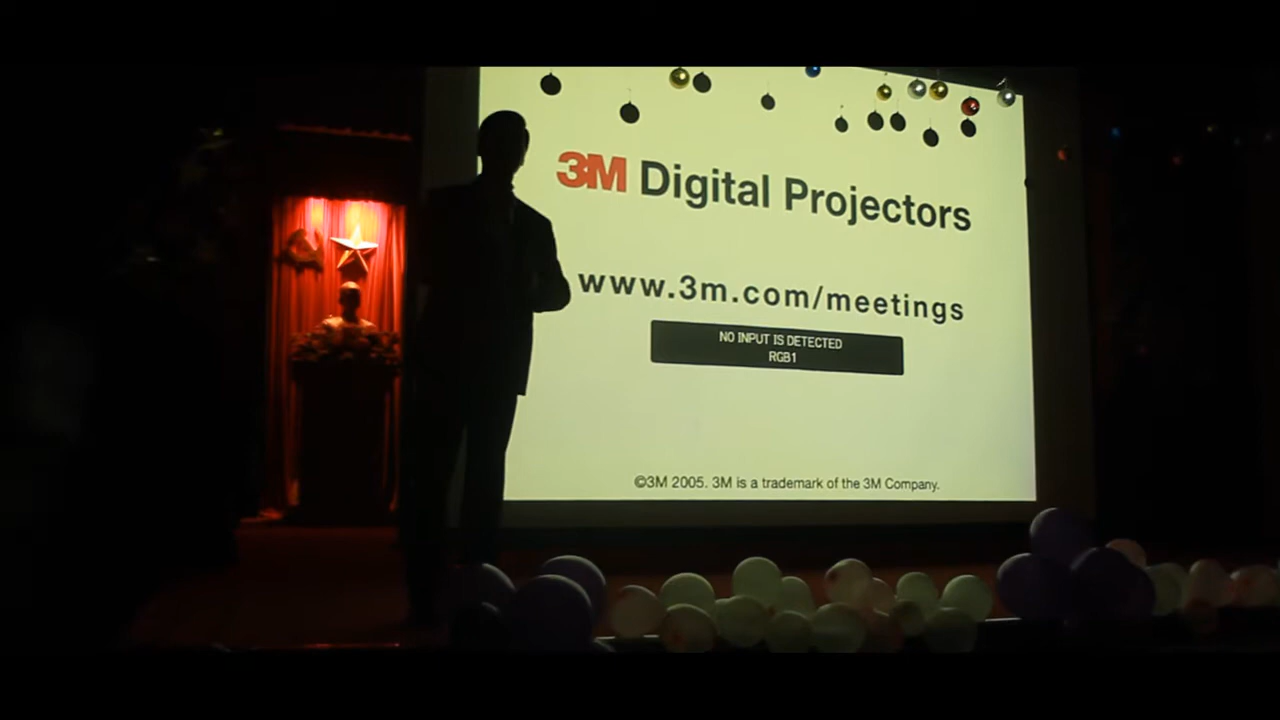 3M Digital Projectors
www.3m.com/meetings
NO INPUT IS DETECTED
RGB1
©3M 2005. 3M is a trademark of the 3M Company.